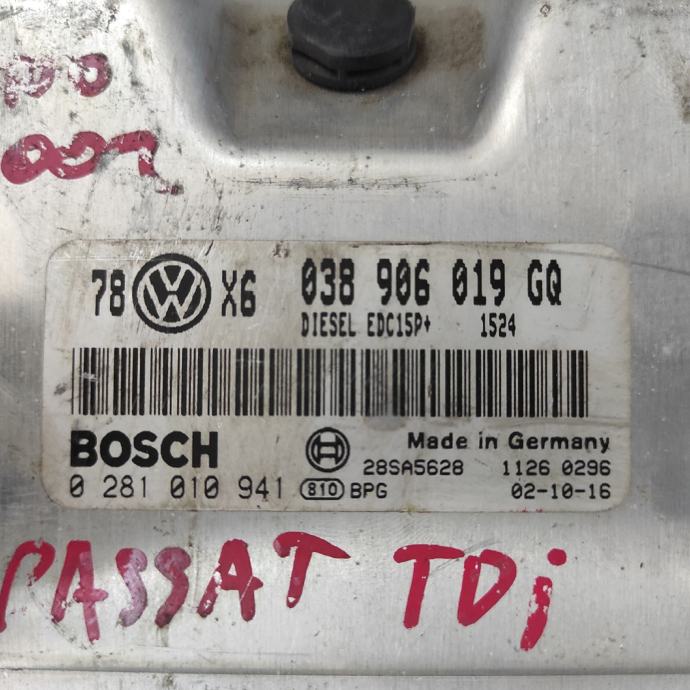 78 VW X6 038 906 019 GQ
DIESEL EDC15P+ 1524
BOSCH
Made in Germany
28SA5628 1126 0296
0 281 010 941 810 BPG 02-10-16
PASSAT TDi